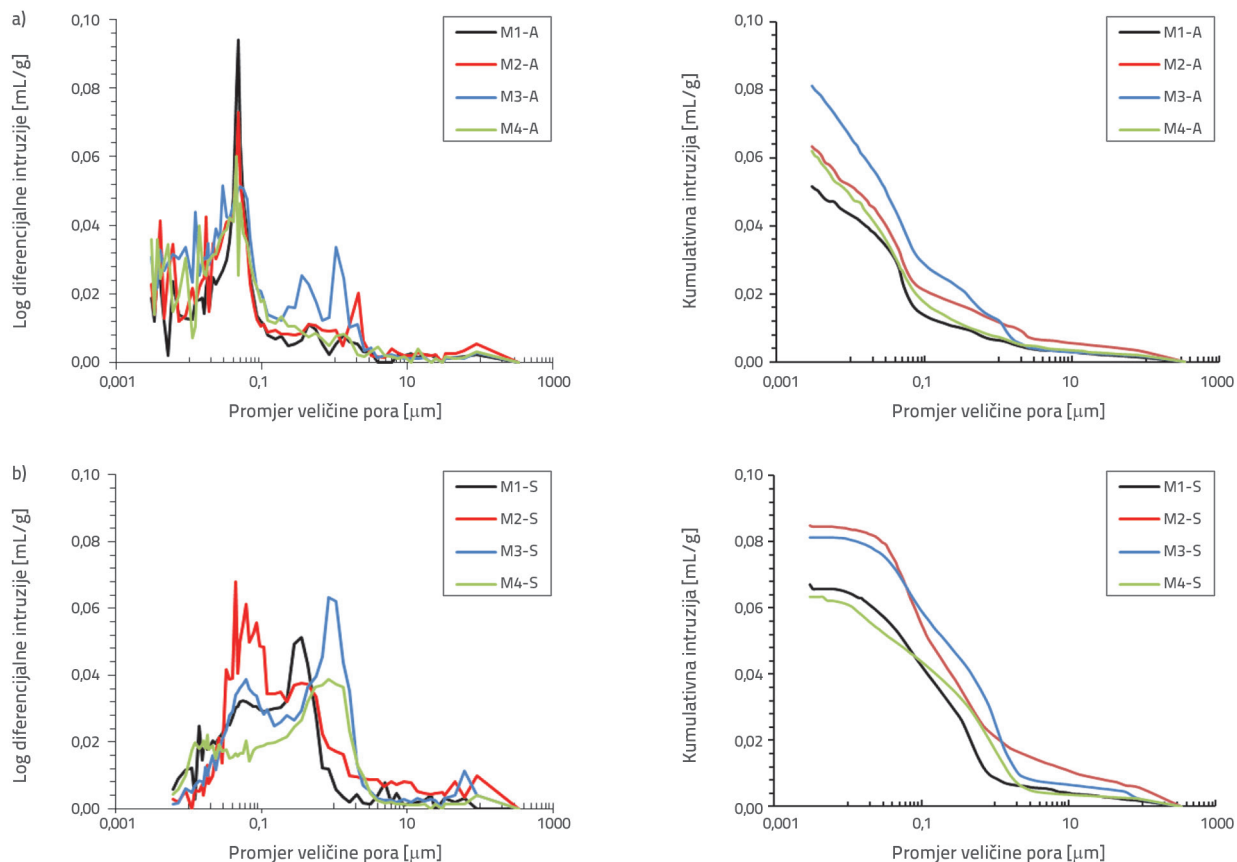 a)
Log diferencijalne intruzije [mL/g]
0,10
0,08
0,06
0,04
0,02
0,00
0,001
0,1
10
1000
Promjer veličine pora [μm]
M1-A
M2-A
M3-A
M4-A
Kumulativna intruzija [mL/g]
0,10
0,08
0,06
0,04
0,02
0,00
0,001
0,1
10
1000
Promjer veličine pora [μm]
M1-A
M2-A
M3-A
M4-A
b)
Log diferencijalne intruzije [mL/g]
0,10
0,08
0,06
0,04
0,02
0,00
0,001
0,1
10
1000
Promjer veličine pora [μm]
M1-S
M2-S
M3-S
M4-S
Kumulativna intruzija [mL/g]
0,10
0,08
0,06
0,04
0,02
0,00
0,001
0,1
10
1000
Promjer veličine pora [μm]
M1-S
M2-S
M3-S
M4-S